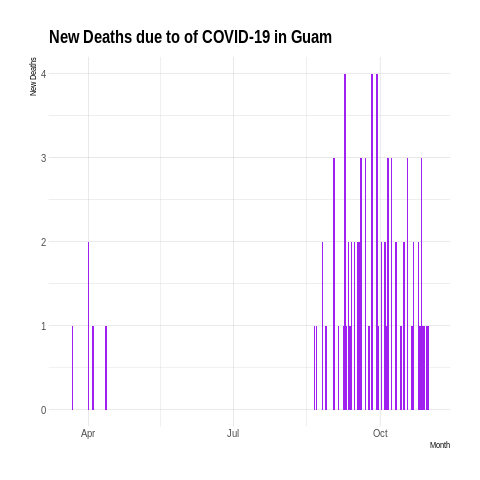 New Deaths due to of COVID-19 in Guam
New Deaths
4
3
2
1
0
Apr
Jul
Oct
Month